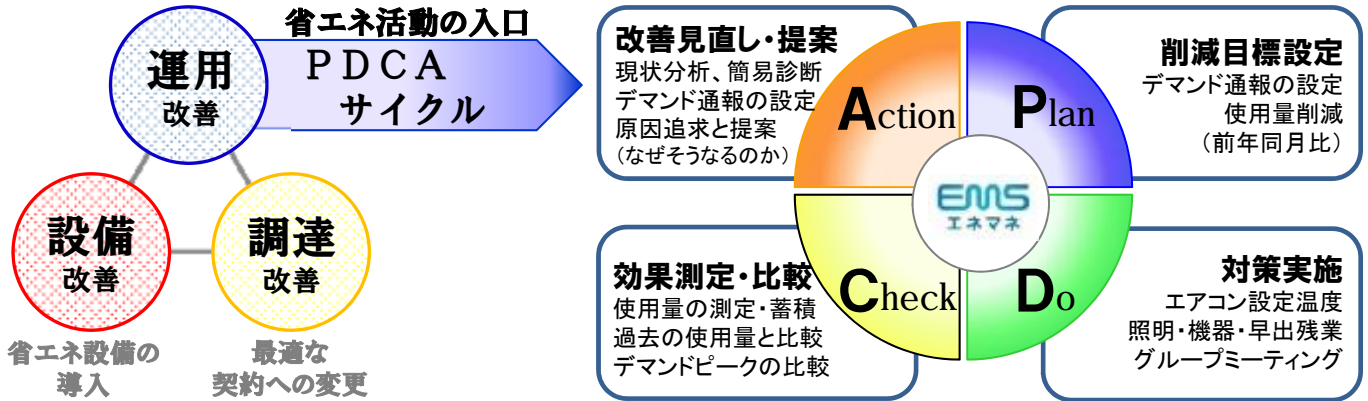 省エネ活動の入口
運用
改善
ＰＤＣＡ
サイクル
設備
改善
調達
改善
省エネ設備の
導入
最適な
契約への変更
改善見直し・提案
現状分析、簡易診断
デマンド通報の設定
原因追求と提案
（なぜそうなるのか）
Action
Plan
削減目標設定
デマンド通報の設定
使用量削減
（前年同月比）
EMS
エネマネ
効果測定・比較
使用量の測定・蓄積
過去の使用量と比較
デマンドピークの比較
Check
Do
対策実施
エアコン設定温度
照明・機器・早出残業
グループミーティング